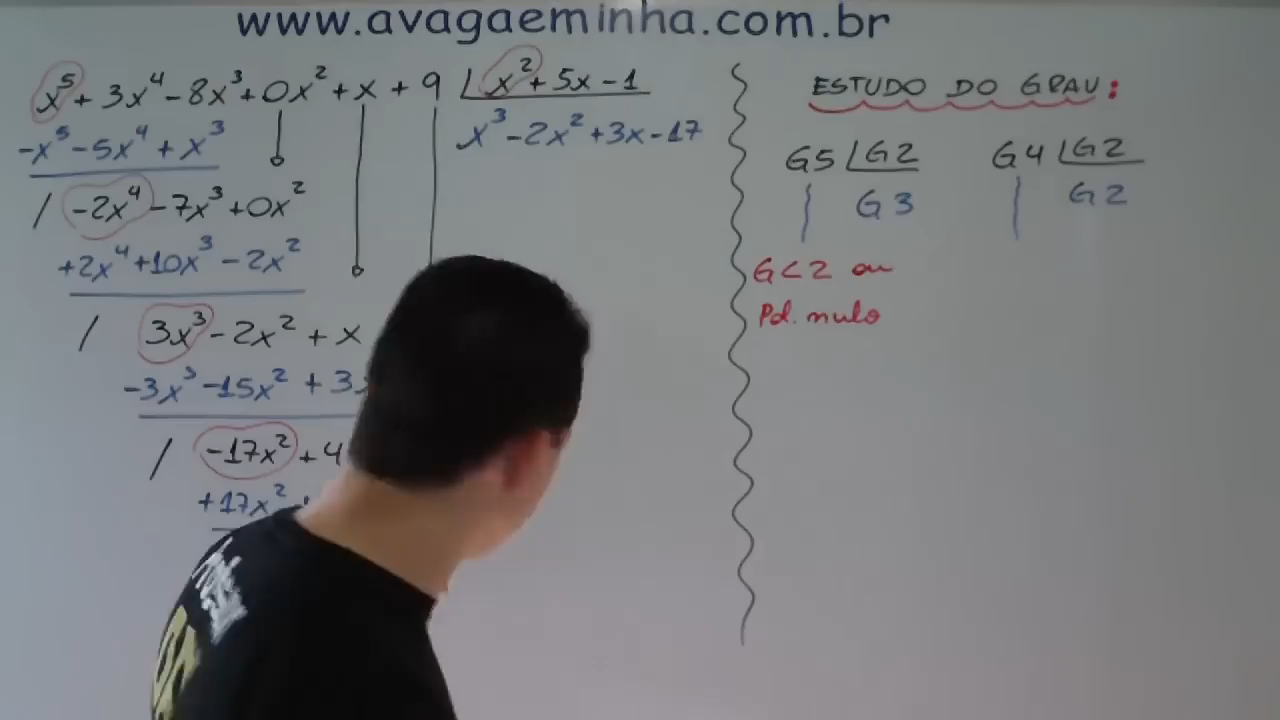 www.avagaeminha.com.br
x⁵ + 3x⁴ - 8x³ + 0x² + x + 9 | x² + 5x - 1
-x⁵ - 5x⁴ + x³
x³ - 2x² + 3x - 17
/ -2x⁴ - 7x³ + 0x²
+2x⁴ + 10x³ - 2x²
/ 3x³ - 2x² + x
-3x³ - 15x² + 3x
/ -17x² + 4
+17x²
ESTUDO DO GRAU:
G5 | G2
G3
G<2 ou
Pol. nulo
G4 | G2
G2